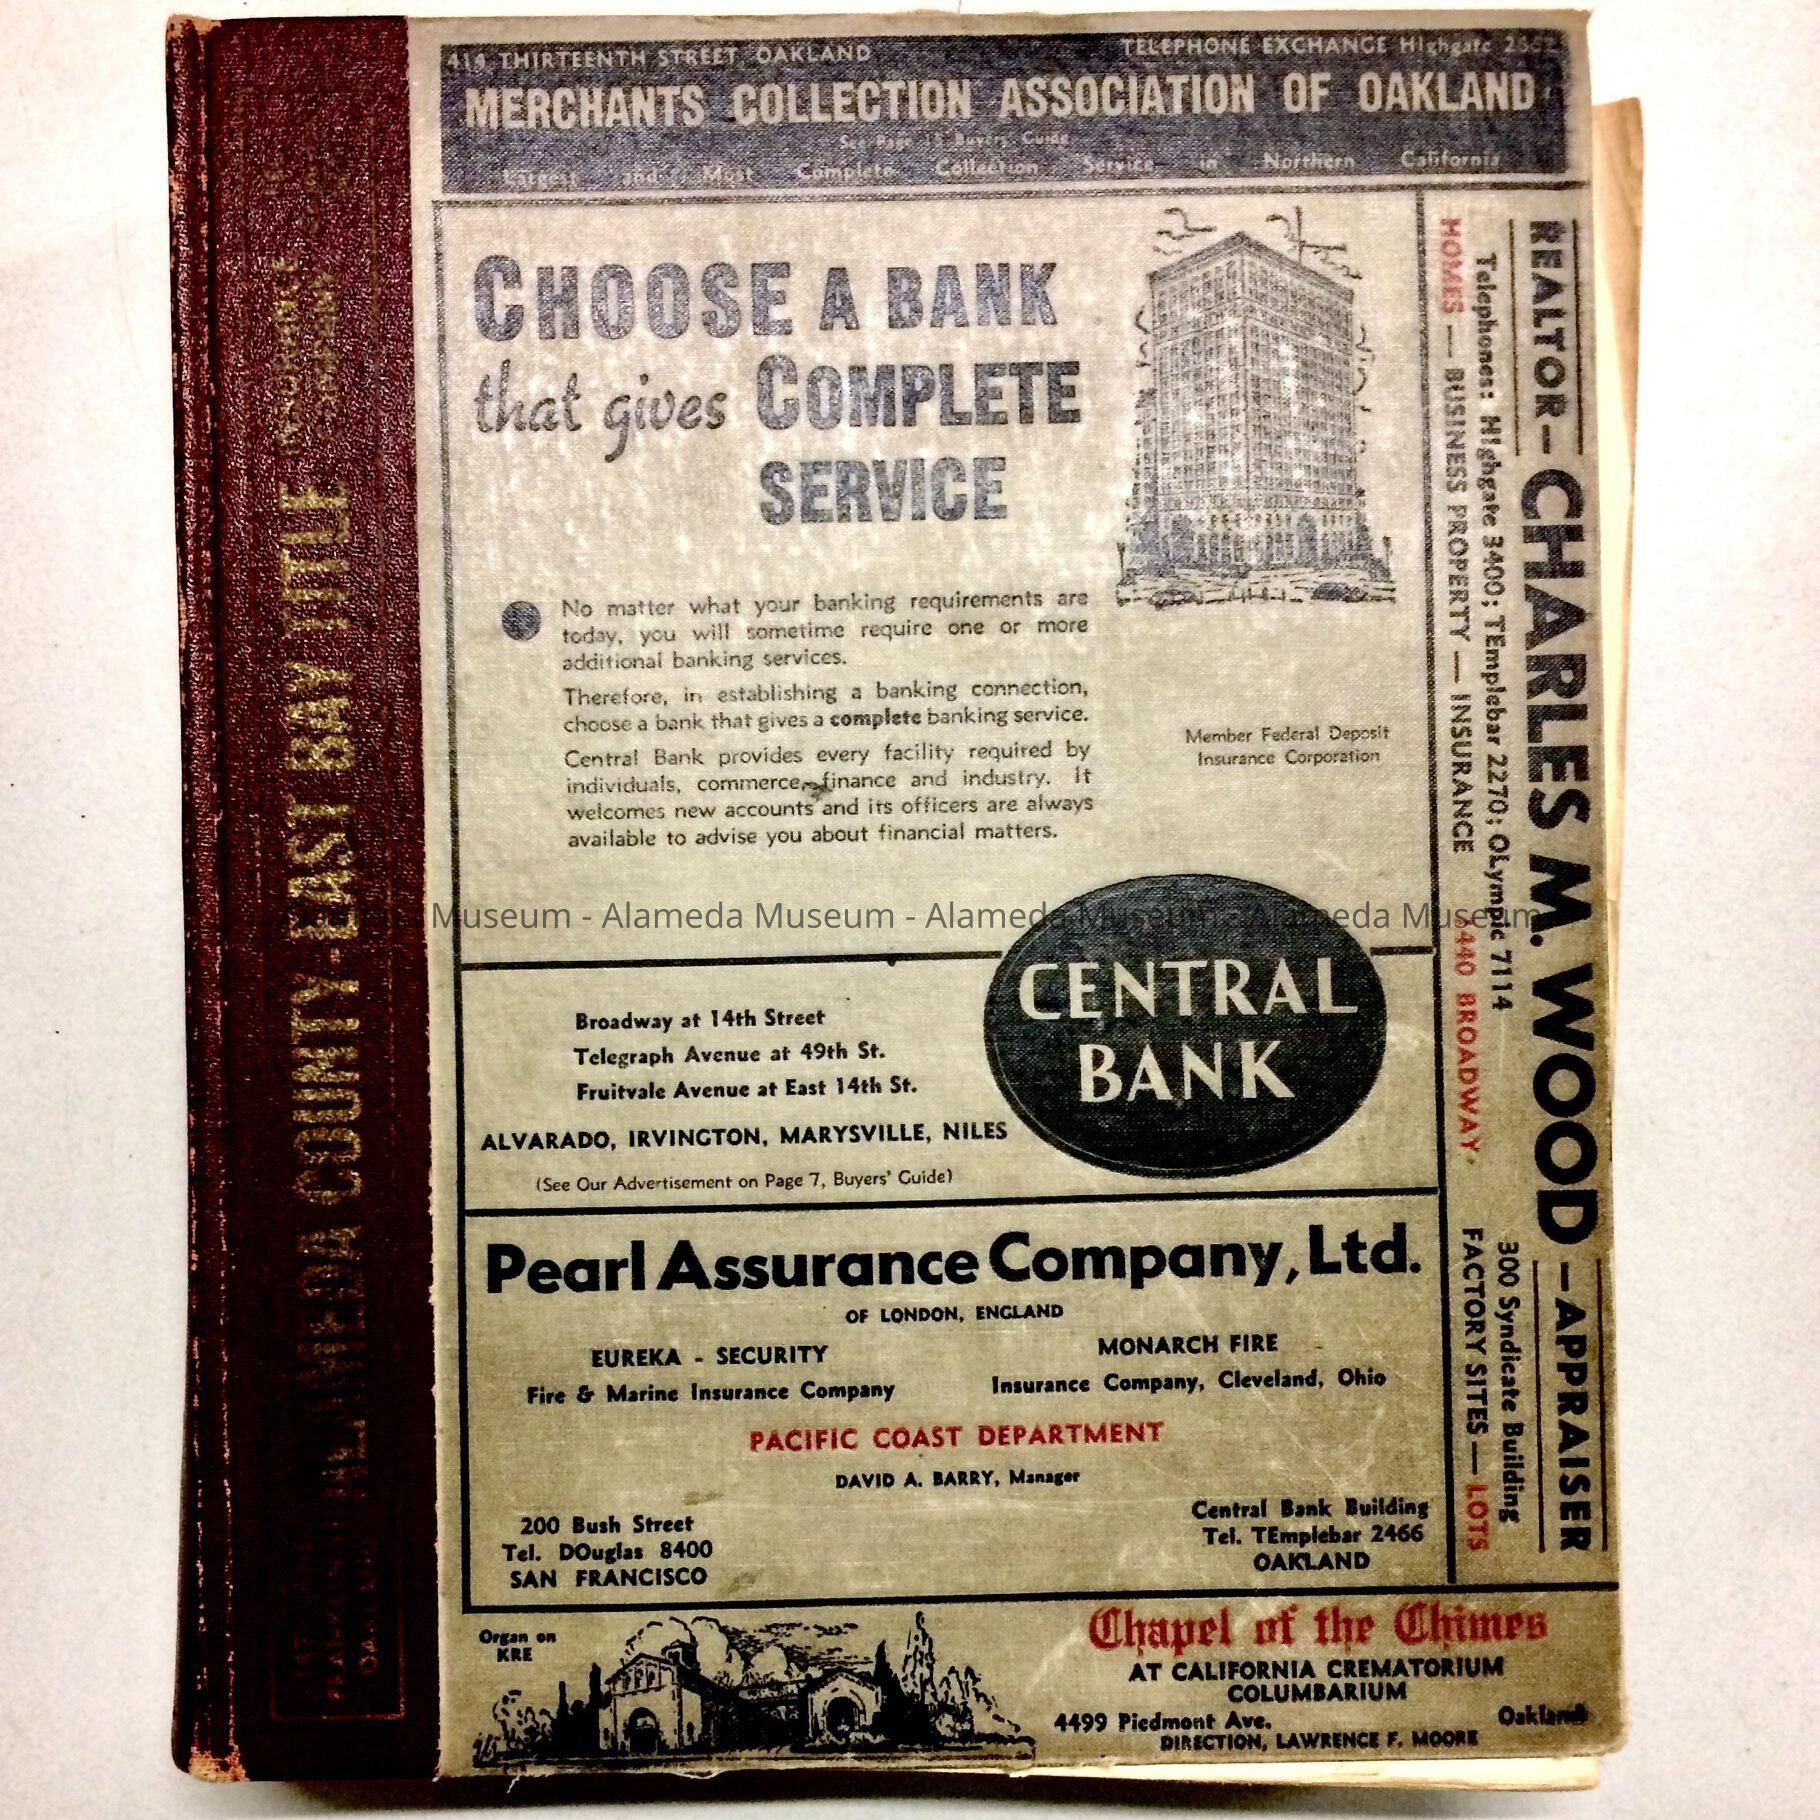 414 THIRTEENTH STREET, OAKLAND
TELEPHONE EXCHANGE HIghgate
MERCHANTS COLLECTION ASSOCIATION OF OAKLAND
See Page Buyers Guide
Largest and Most Complete Collection Service in Northern California
CHOOSE A BANK
that gives COMPLETE
SERVICE
No matter what your banking requirements are
today, you will sometime require one or more
additional banking services.
Therefore, in establishing a banking connection,
choose a bank that gives a complete banking service.
Central Bank provides every facility required by
individuals, commerce, finance and industry. It
welcomes new accounts and its officers are always
available to advise you about financial matters.
Member Federal Deposit
Insurance Corporation
CENTRAL
BANK
Broadway at 14th Street
Telegraph Avenue at 49th St.
Fruitvale Avenue at East 14th St.
ALVARADO, IRVINGTON, MARYSVILLE, NILES
(See Our Advertisement on Page 7, Buyers' Guide)
Pearl Assurance Company, Ltd.
OF LONDON, ENGLAND
EUREKA - SECURITY
Fire & Marine Insurance Company
MONARCH FIRE
Insurance Company, Cleveland, Ohio
PACIFIC COAST DEPARTMENT
DAVID A. BARRY, Manager
200 Bush Street
Tel. DOuglas 8400
SAN FRANCISCO
Central Bank Building
Tel. TEmplebar 2466
OAKLAND
Organ on
KRE
Chapel of the Chimes
AT CALIFORNIA CREMATORIUM
COLUMBARIUM
4499 Piedmont Ave. Oakland
DIRECTION, LAWRENCE F. MOORE
REALTOR — CHARLES M. WOOD — APPRAISER
Telephones: HIghgate 3400; TEmplebar 2270; OLympic 7114 300 Syndicate Building
HOMES — BUSINESS PROPERTY — INSURANCE 1440 BROADWAY FACTORY SITES — LOTS
ALAMEDA COUNTY-EAST BAY TITLE
INSURANCE
COMPANY
FRANKLIN
OAKLAND
Museum - Alameda Museum - Alameda Museum - Alameda Museum